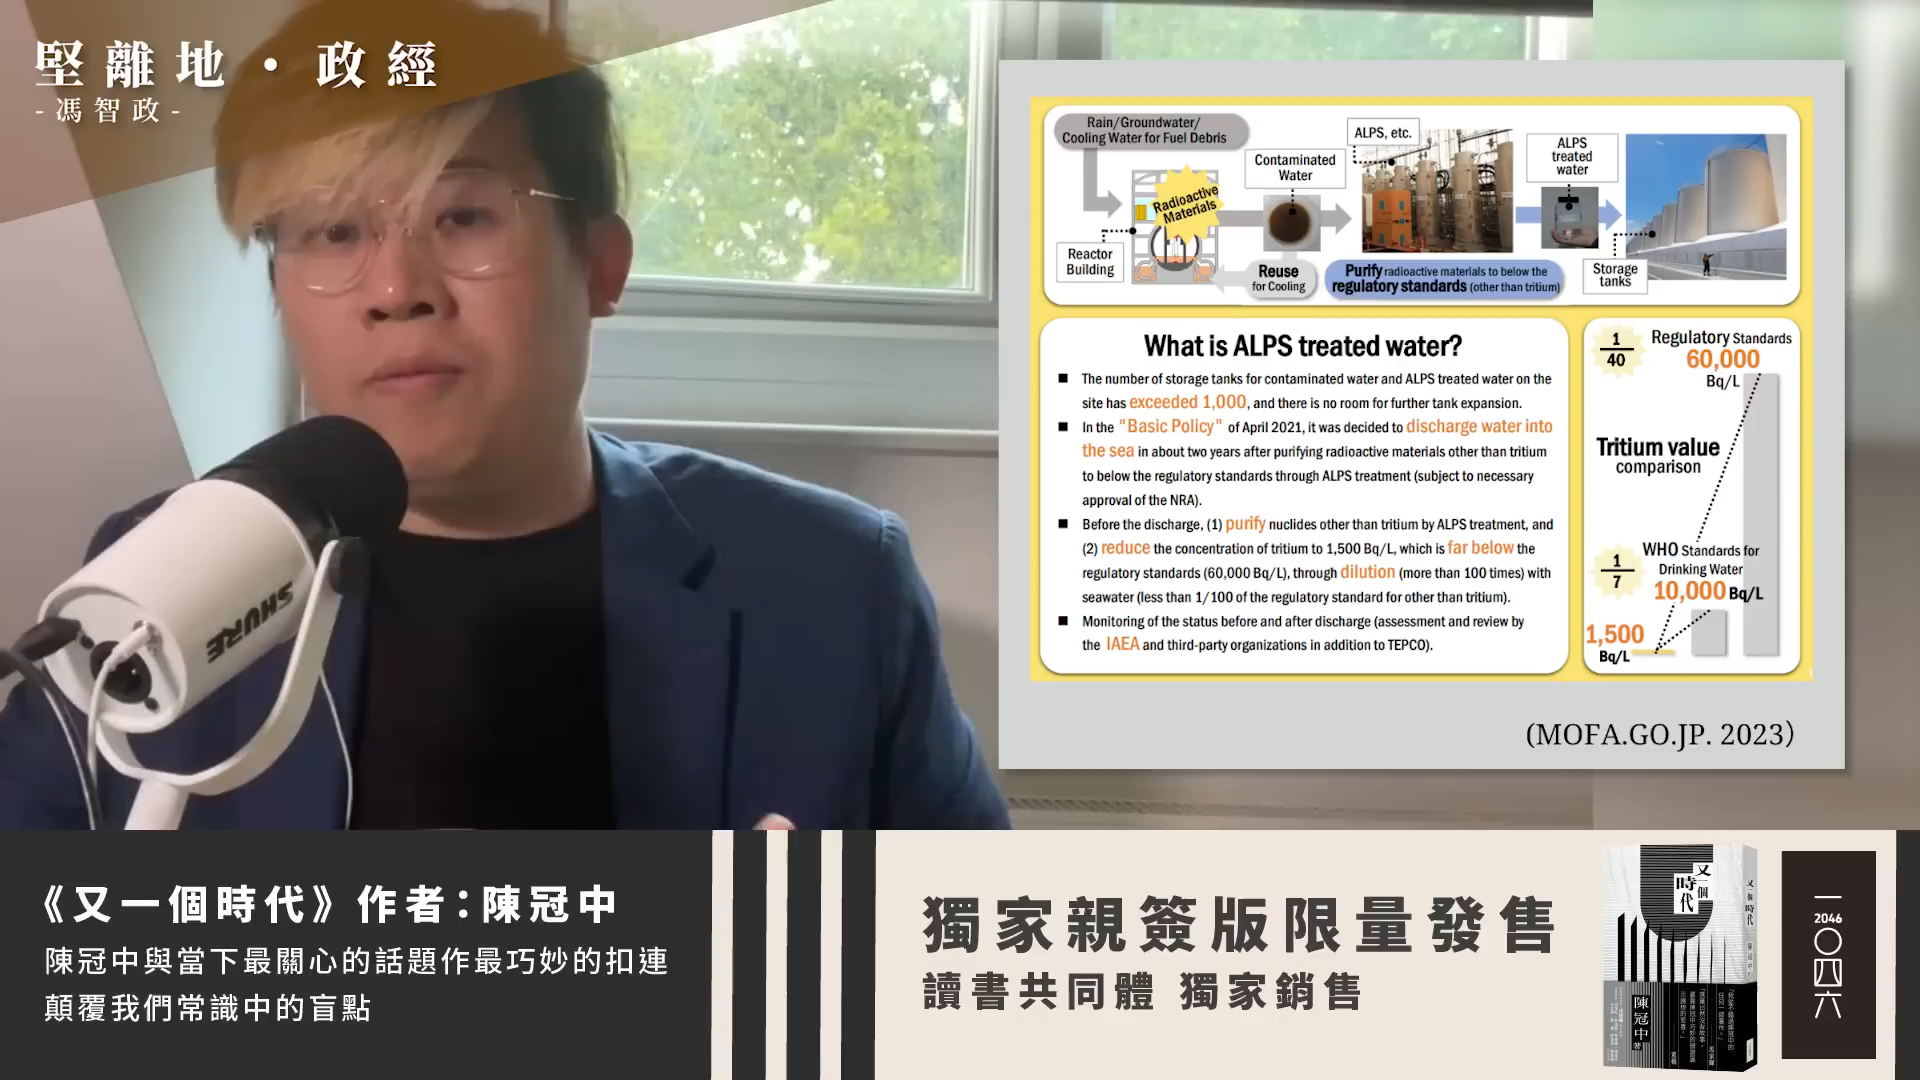 堅離地・政經
-馮智政-
Rain/Groundwater/
Cooling Water for Fuel Debris
Radioactive
Materials
Reactor
Building
Contaminated
Water
Reuse
for Cooling
ALPS, etc.
Purify radioactive materials to below the
regulatory standards (other than tritium)
ALPS
treated
water
Storage
tanks
What is ALPS treated water?
■ The number of storage tanks for contaminated water and ALPS treated water on the
site has exceeded 1,000, and there is no room for further tank expansion.
■ In the "Basic Policy" of April 2021, it was decided to discharge water into
the sea in about two years after purifying radioactive materials other than tritium
to below the regulatory standards through ALPS treatment (subject to necessary
approval of the NRA).
■ Before the discharge, (1) purify nuclides other than tritium by ALPS treatment, and
(2) reduce the concentration of tritium to 1,500 Bq/L, which is far below the
regulatory standards (60,000 Bq/L), through dilution (more than 100 times) with
seawater (less than 1/100 of the regulatory standard for other than tritium).
■ Monitoring of the status before and after discharge (assessment and review by
the IAEA and third-party organizations in addition to TEPCO).
1/40
Regulatory Standards
60,000
Bq/L
Tritium value
comparison
1/7
WHO Standards for
Drinking Water
10,000 Bq/L
1,500
Bq/L
(MOFA.GO.JP. 2023)
SHURE
《又一個時代》作者：陳冠中
陳冠中與當下最關心的話題作最巧妙的扣連
顛覆我們常識中的盲點
獨家親簽版限量發售
讀書共同體 獨家銷售
又一個時代
又一個時代
陳冠中 著
一
2046
〇
四
六